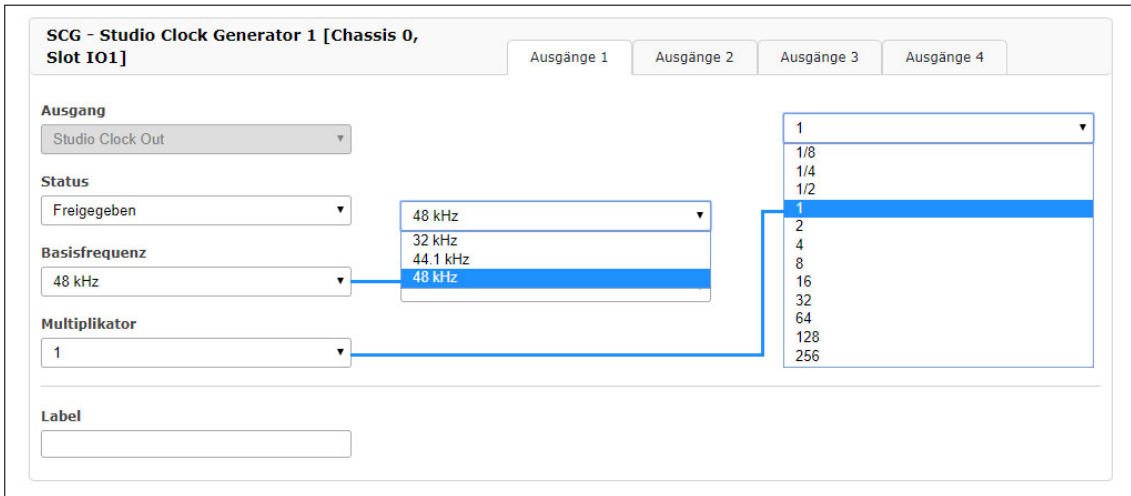 SCG - Studio Clock Generator 1 [Chassis 0,
Slot IO1]
Ausgänge 1
Ausgänge 2
Ausgänge 3
Ausgänge 4
Ausgang
Studio Clock Out
Status
Freigegeben
Basisfrequenz
48 kHz
Multiplikator
1
48 kHz
32 kHz
44.1 kHz
48 kHz
1
1/8
1/4
1/2
1
2
4
8
16
32
64
128
256
Label